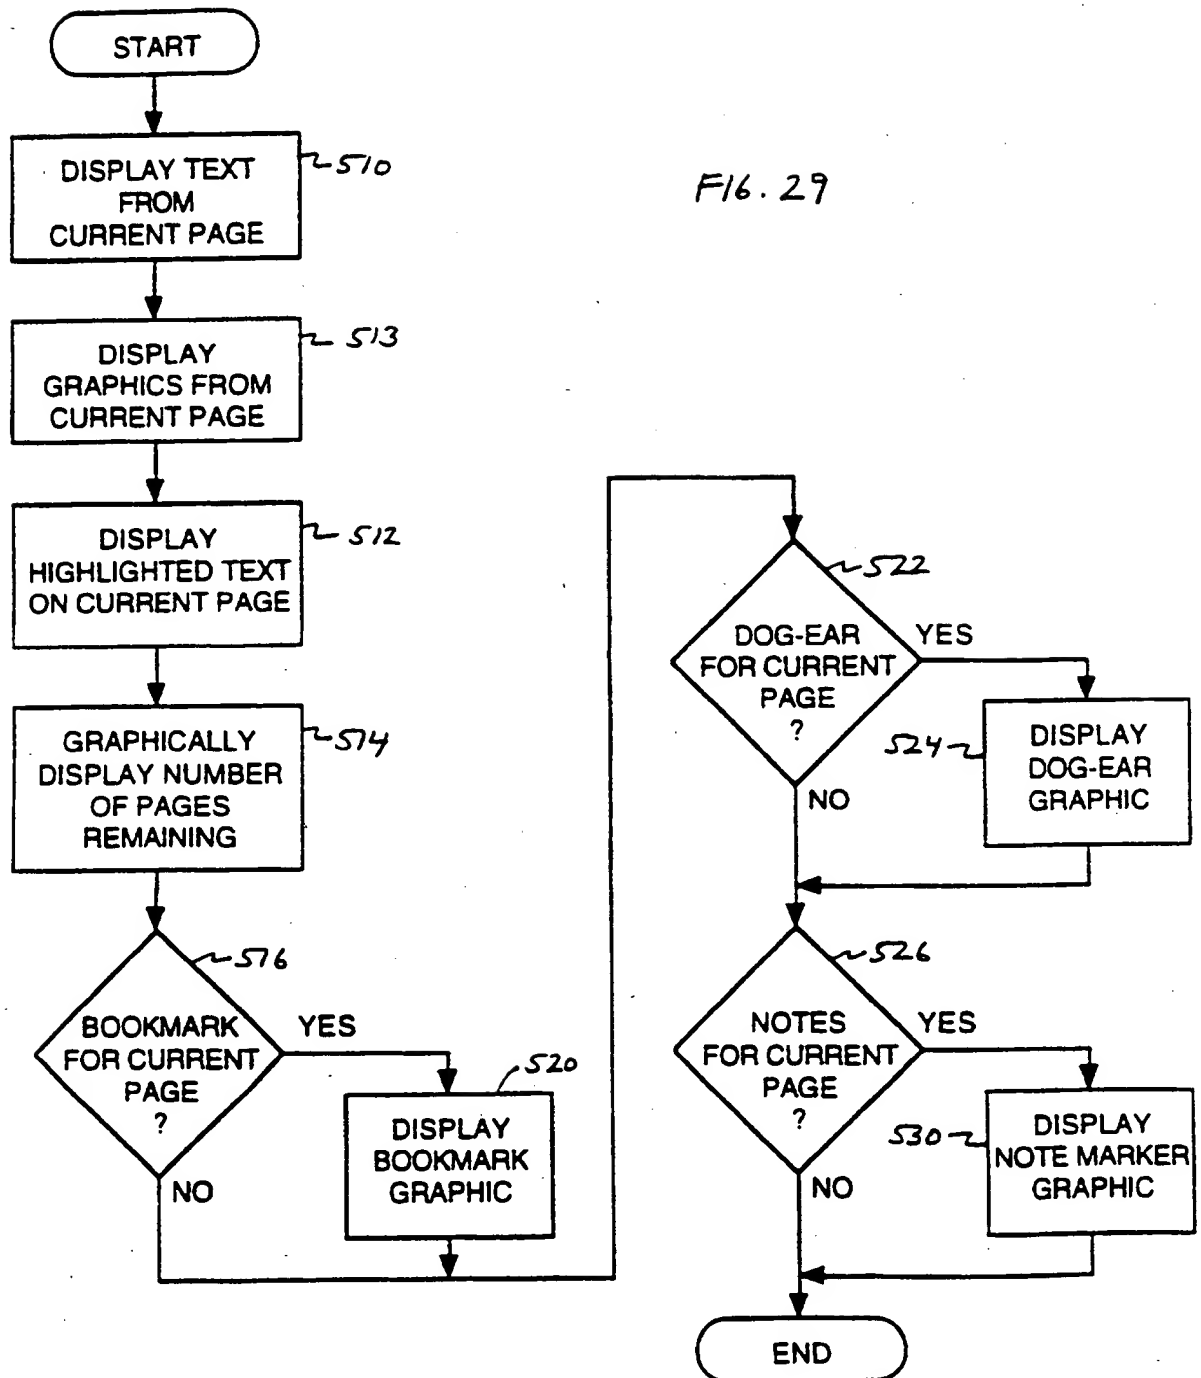 START
DISPLAY TEXT
FROM
CURRENT PAGE
510
FIG. 29
DISPLAY
GRAPHICS FROM
CURRENT PAGE
513
DISPLAY
HIGHLIGHTED TEXT
ON CURRENT PAGE
512
GRAPHICALLY
DISPLAY NUMBER
OF PAGES
REMAINING
514
BOOKMARK
FOR CURRENT
PAGE
?
516
YES
NO
DISPLAY
BOOKMARK
GRAPHIC
520
DOG-EAR
FOR CURRENT
PAGE
?
522
YES
NO
DISPLAY
DOG-EAR
GRAPHIC
524
NOTES
FOR CURRENT
PAGE
?
526
YES
NO
DISPLAY
NOTE MARKER
GRAPHIC
530
END